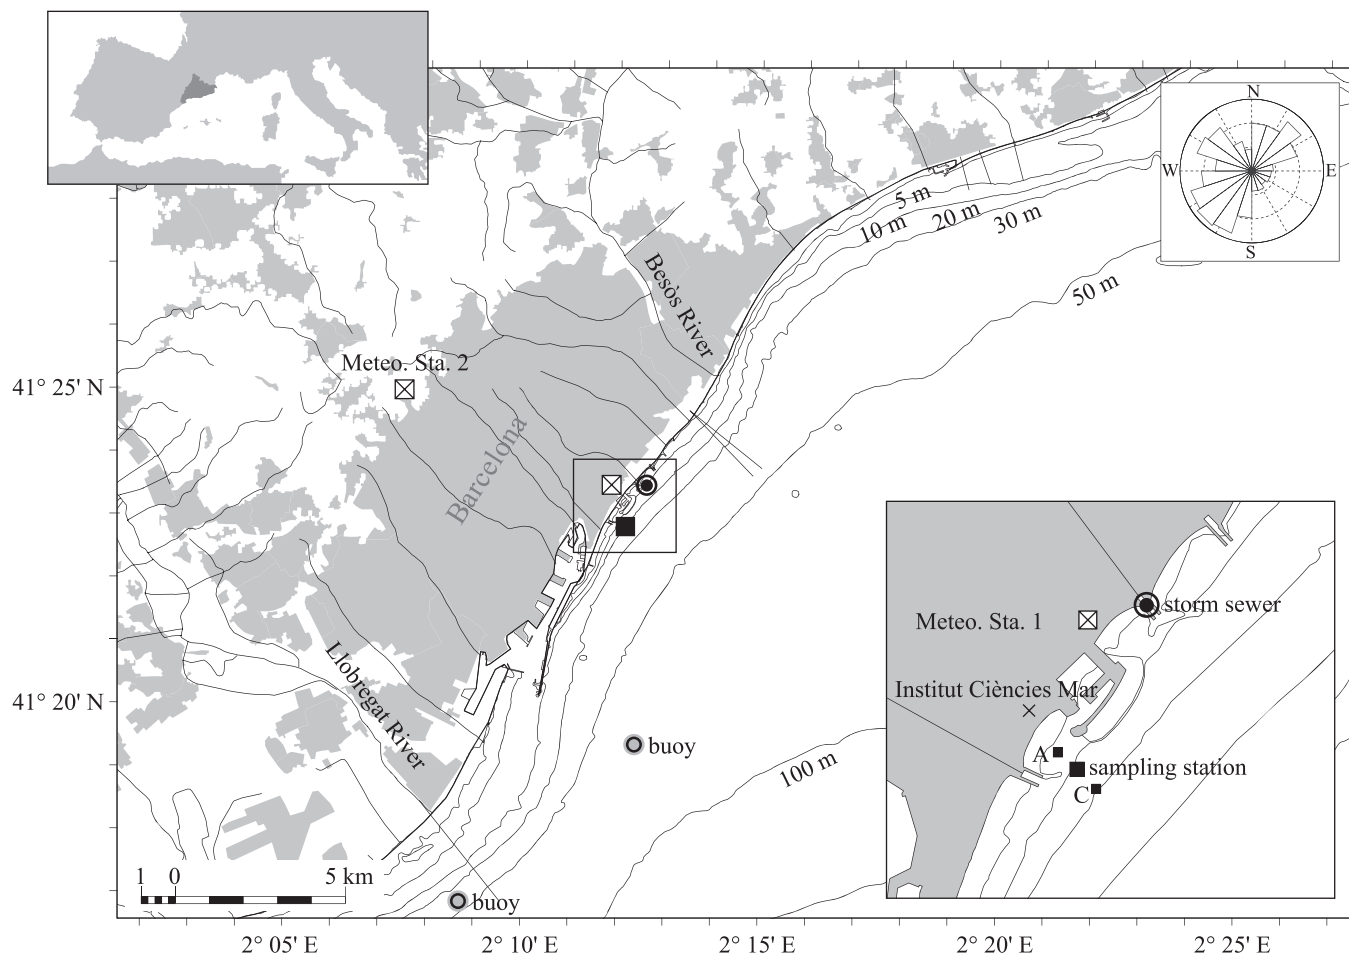 N
W
E
S
5 m
10 m
20 m
30 m
50 m
Besòs River
Meteo. Sta. 2
41° 25' N
Barcelona
storm sewer
Meteo. Sta. 1
Llobregat River
Institut Ciències Mar
41° 20' N
buoy
A
sampling station
100 m
C
1 0 5 km
buoy
2° 05' E 2° 10' E 2° 15' E 2° 20' E 2° 25' E